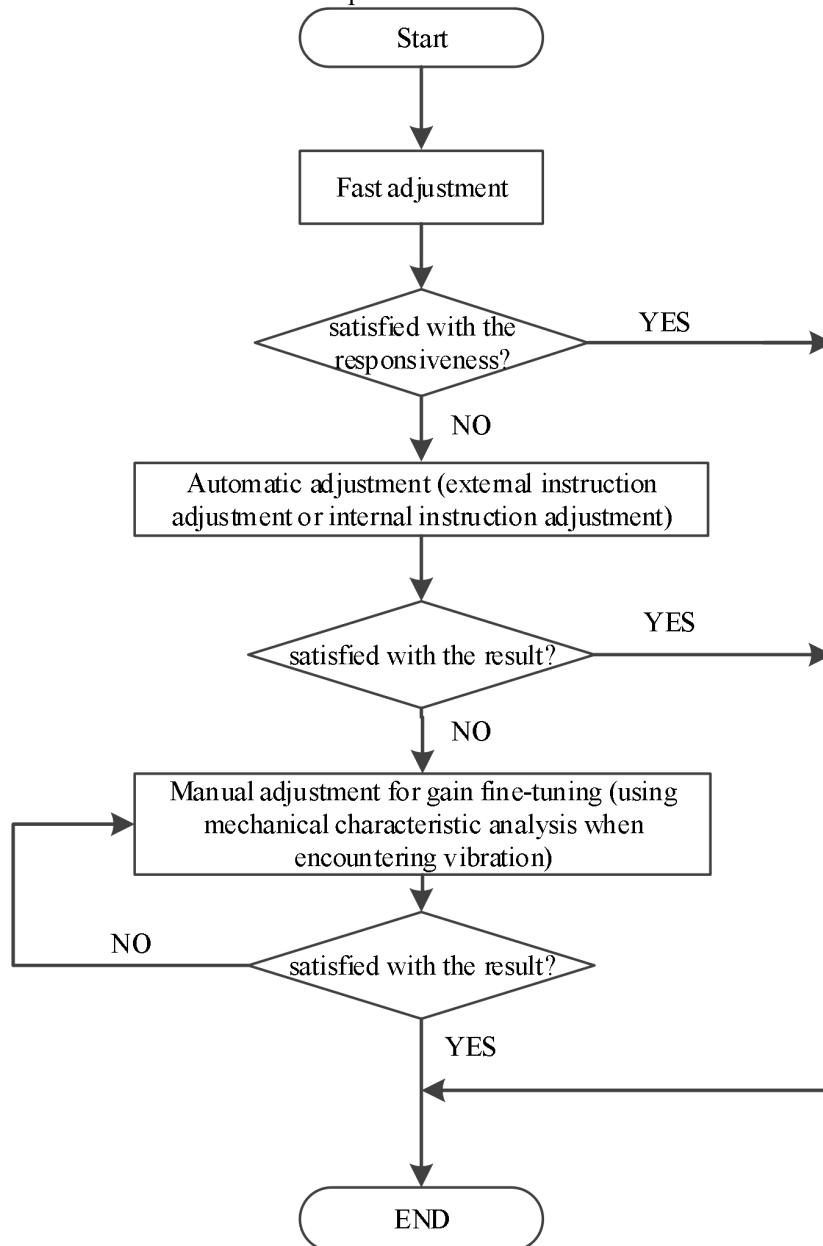 Start
Fast adjustment
satisfied with the
responsiveness?
YES
NO
Automatic adjustment (external instruction
adjustment or internal instruction adjustment)
satisfied with the result?
YES
NO
Manual adjustment for gain fine-tuning (using
mechanical characteristic analysis when
encountering vibration)
NO
satisfied with the result?
YES
END